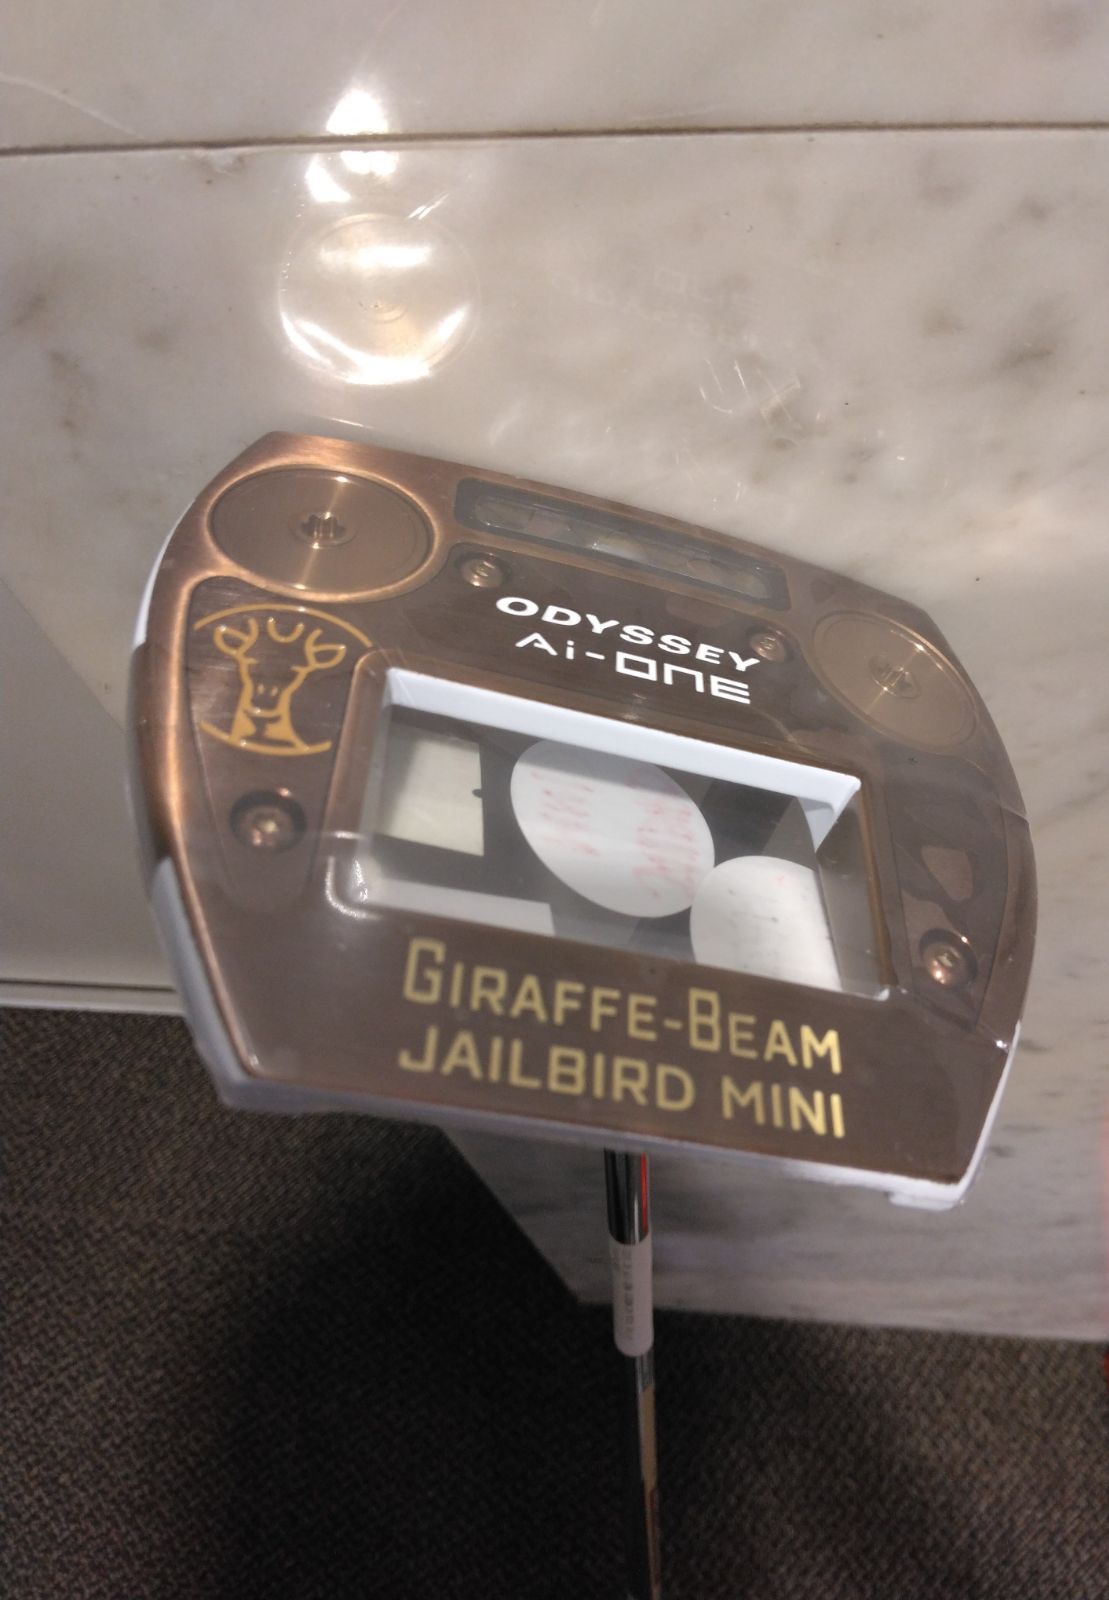 ODYSSEY
Ai-ONE
GIRAFFE-BEAM
JAILBIRD MINI